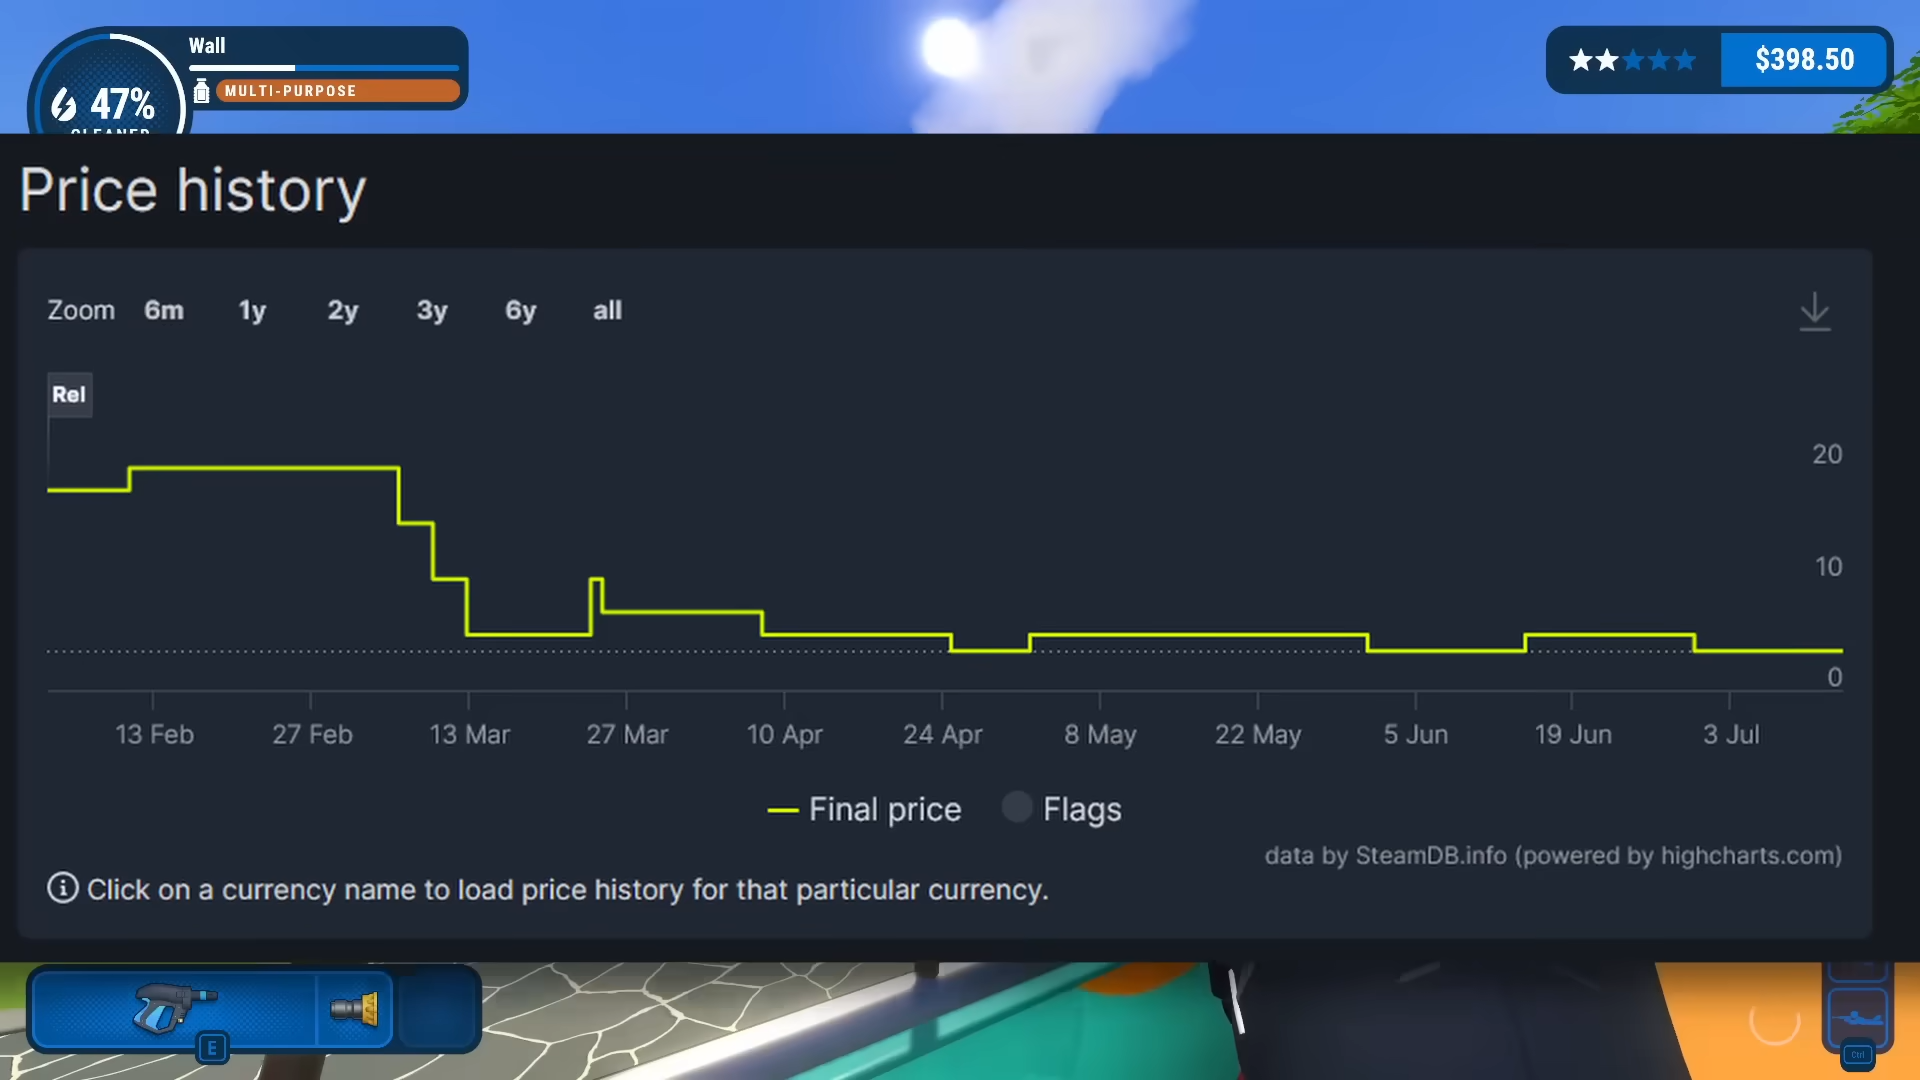 Wall
MULTI-PURPOSE
47%
CLEANER
$398.50
Price history
Zoom 6m 1y 2y 3y 6y all
Rel
20
10
0
13 Feb 27 Feb 13 Mar 27 Mar 10 Apr 24 Apr 8 May 22 May 5 Jun 19 Jun 3 Jul
Final price Flags
data by SteamDB.info (powered by highcharts.com)
Click on a currency name to load price history for that particular currency.
E
Ctrl